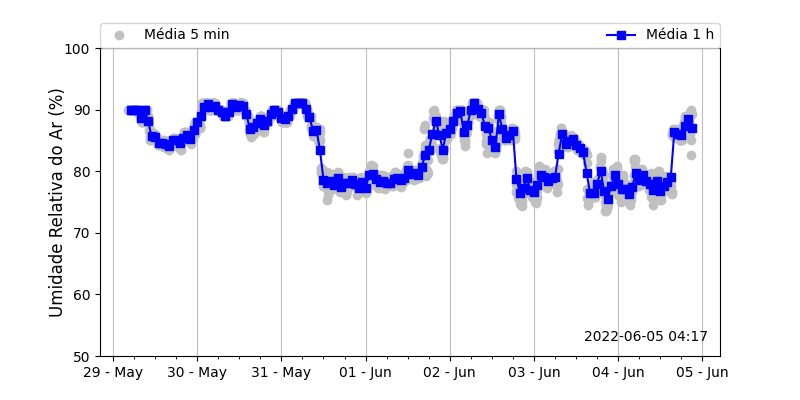 Média 5 min
Média 1 h
Umidade Relativa do Ar (%)
100
90
80
70
60
50
2022-06-05 04:17
29 - May
30 - May
31 - May
01 - Jun
02 - Jun
03 - Jun
04 - Jun
05 - Jun